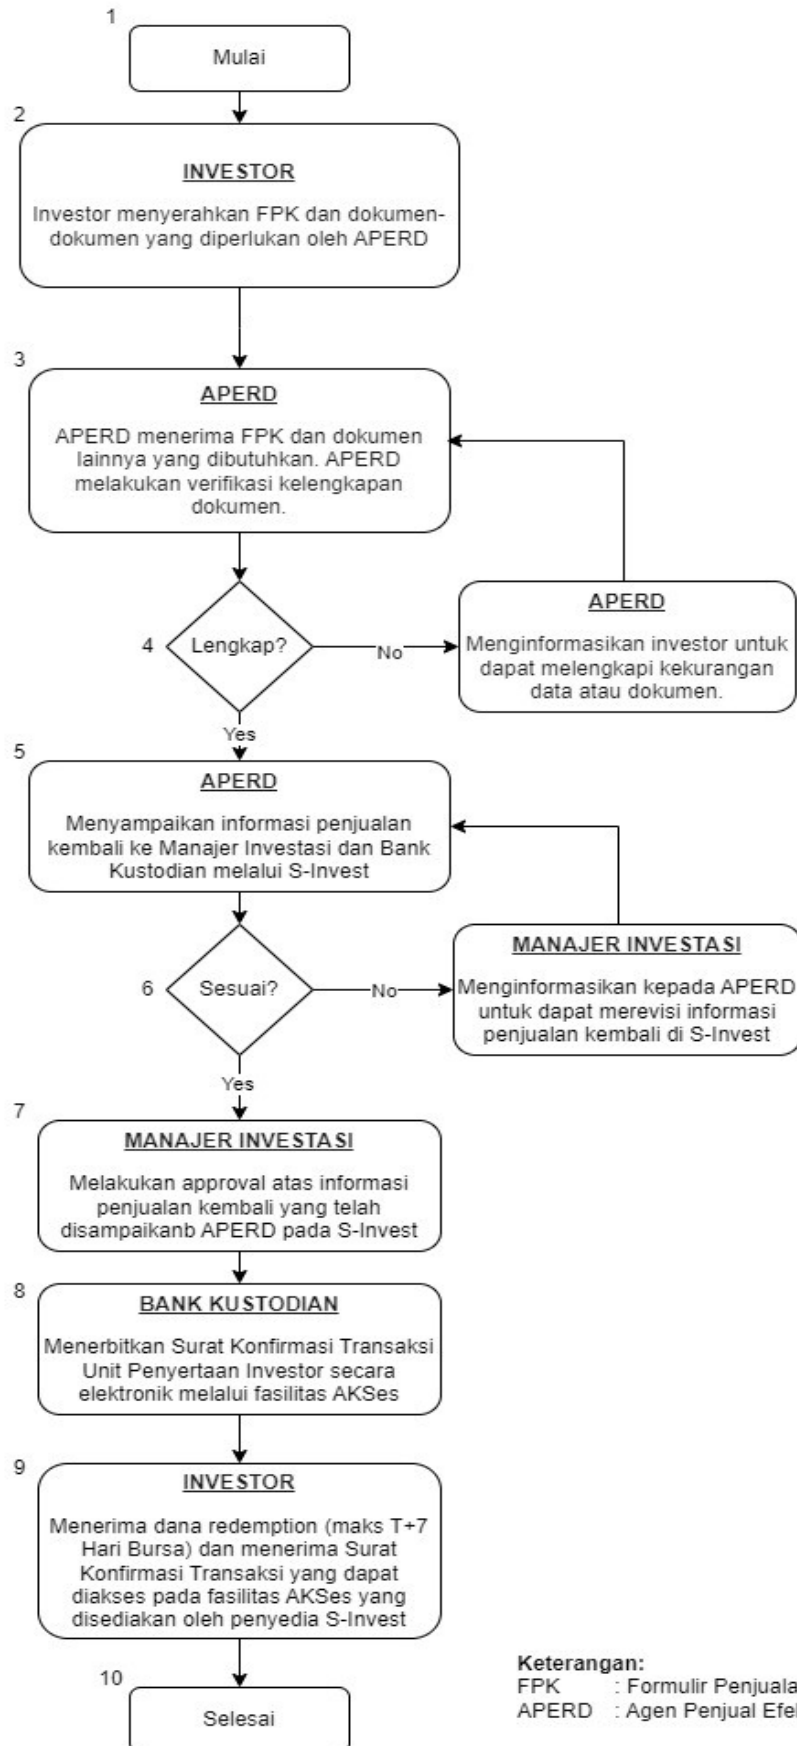 1
Mulai
2
INVESTOR
Investor menyerahkan FPK dan dokumen-
dokumen yang diperlukan oleh APERD
3
APERD
APERD menerima FPK dan dokumen
lainnya yang dibutuhkan. APERD
melakukan verifikasi kelengkapan
dokumen.
4
Lengkap?
No
APERD
Menginformasikan investor untuk
dapat melengkapi kekurangan
data atau dokumen.
Yes
5
APERD
Menyampaikan informasi penjualan
kembali ke Manajer Investasi dan Bank
Kustodian melalui S-Invest
6
Sesuai?
No
MANAJER INVESTASI
Menginformasikan kepada APERD
untuk dapat merevisi informasi
penjualan kembali di S-Invest
Yes
7
MANAJER INVESTASI
Melakukan approval atas informasi
penjualan kembali yang telah
disampaikanb APERD pada S-Invest
8
BANK KUSTODIAN
Menerbitkan Surat Konfirmasi Transaksi
Unit Penyertaan Investor secara
elektronik melalui fasilitas AKSes
9
INVESTOR
Menerima dana redemption (maks T+7
Hari Bursa) dan menerima Surat
Konfirmasi Transaksi yang dapat
diakses pada fasilitas AKSes yang
disediakan oleh penyedia S-Invest
10
Selesai
Keterangan:
FPK : Formulir
APERD : Agen Penjual